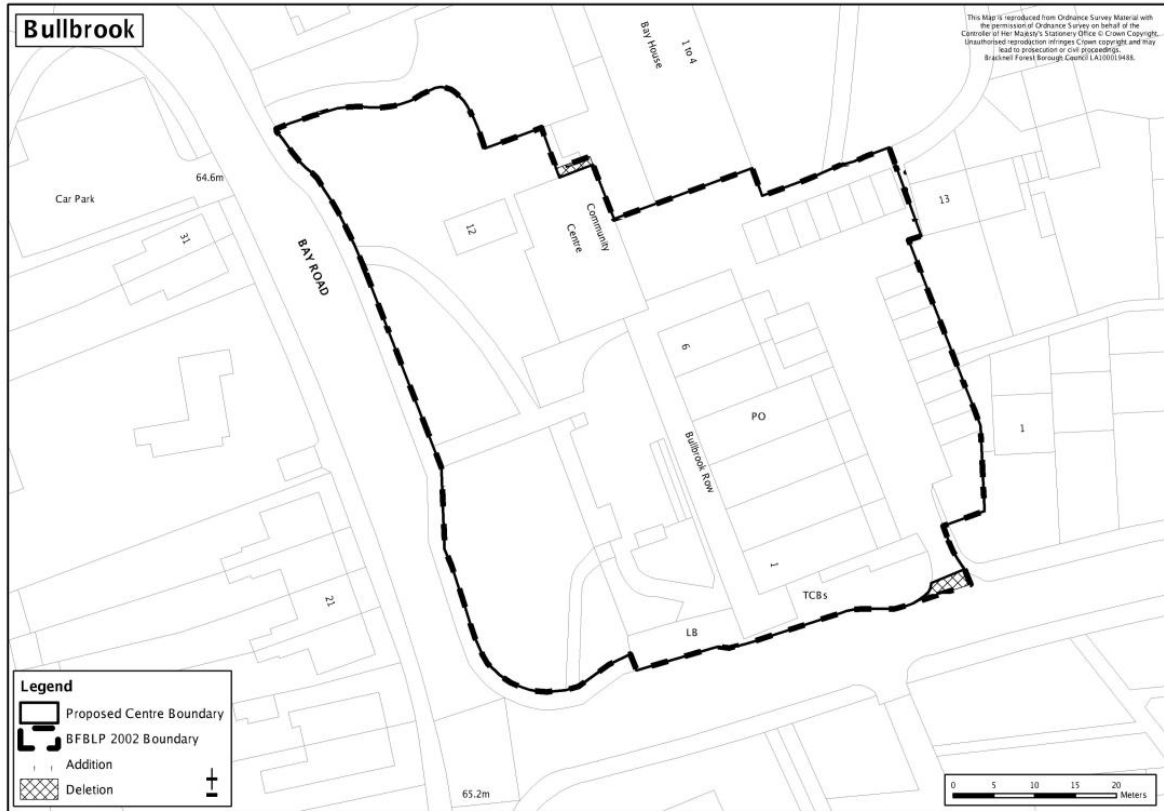 Bullbrook
This Map is reproduced from Ordnance Survey Material with
the permission of Ordnance Survey on behalf of the
Controller of Her Majesty's Stationery Office © Crown Copyright.
Unauthorised reproduction infringes Crown copyright and may
lead to prosecution or civil proceedings.
Bracknell Forest Borough Council LA100019488.
Bay House
1 to 4
64.6m
Car Park
31
BAY ROAD
12
Community
Centre
13
6
PO
1
Bullbrook Row
1
TCBs
21
LB
65.2m
Legend
Proposed Centre Boundary
BFBLP 2002 Boundary
Addition
Deletion
0 5 10 15 20
Meters